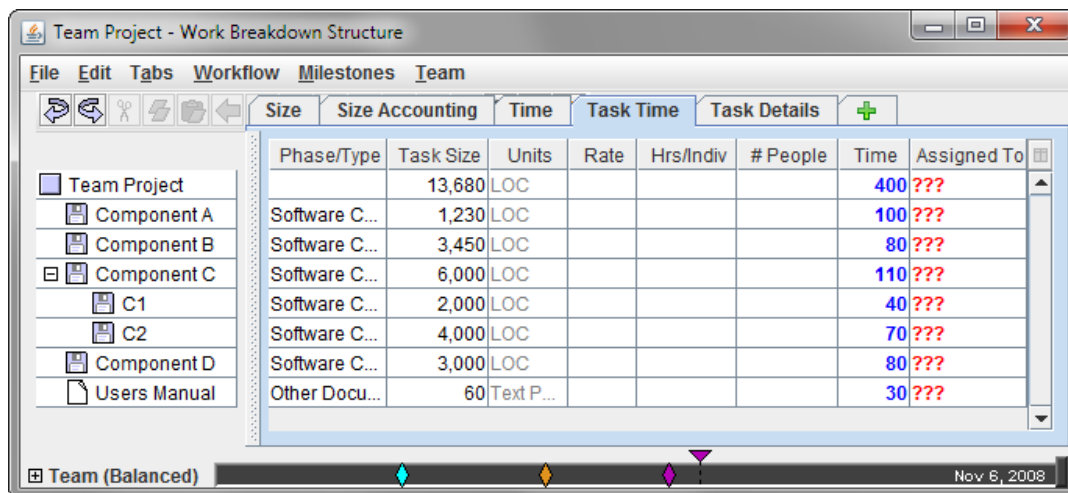 Team Project - Work Breakdown Structure
File Edit Tabs Workflow Milestones Team
Size Size Accounting Time Task Time Task Details
Phase/Type Task Size Units Rate Hrs/Indiv # People Time Assigned To
Team Project 13,680 LOC 400 ???
Component A Software C... 1,230 LOC 100 ???
Component B Software C... 3,450 LOC 80 ???
Component C Software C... 6,000 LOC 110 ???
C1 Software C... 2,000 LOC 40 ???
C2 Software C... 4,000 LOC 70 ???
Component D Software C... 3,000 LOC 80 ???
Users Manual Other Docu... 60 Text P... 30 ???
Team (Balanced) Nov 6, 2008